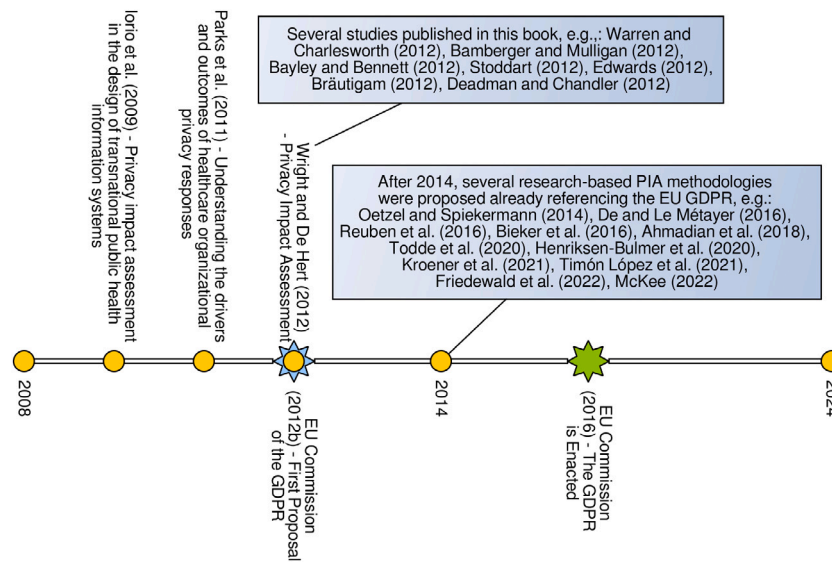 Several studies published in this book, e.g.,: Warren and
Charlesworth (2012), Bamberger and Mulligan (2012),
Bayley and Bennett (2012), Stoddart (2012), Edwards (2012),
Bräutigam (2012), Deadman and Chandler (2012)
Iorio et al. (2009) - Privacy impact assessment
in the design of transnational public health
information systems
Parks et al. (2011) - Understanding the drivers
and outcomes of healthcare organizational
privacy responses
Wright and De Hert (2012)
- Privacy Impact Assessment
After 2014, several research-based PIA methodologies
were proposed already referencing the EU GDPR, e.g.:
Oetzel and Spiekermann (2014), De and Le Métayer (2016),
Reuben et al. (2016), Bieker et al. (2016), Ahmadian et al. (2018),
Todde et al. (2020), Henriksen-Bulmer et al. (2020),
Kroener et al. (2021), Timón López et al. (2021),
Friedewald et al. (2022), McKee (2022)
2008
EU Commission
(2012b) - First Proposal
of the GDPR
2014
EU Commission
(2016) - The GDPR
is Enacted
2024